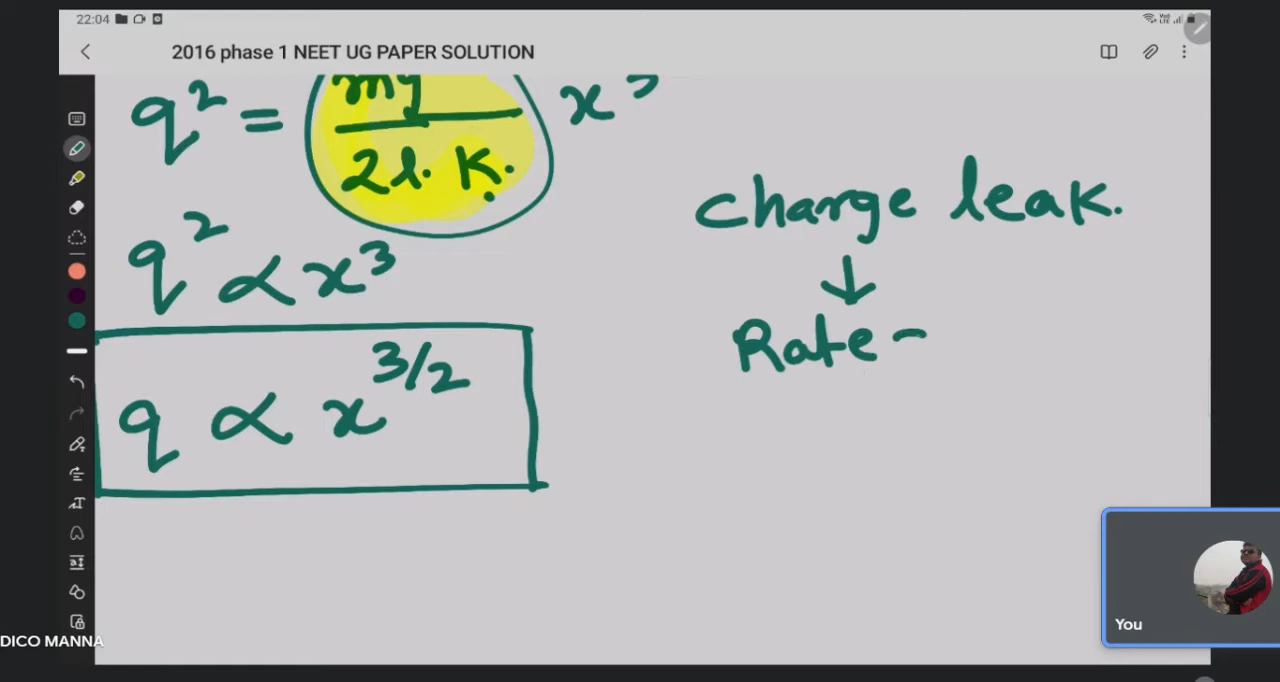 22:04
2016 phase 1 NEET UG PAPER SOLUTION
q² = mg / 2l. K. x³
q² ∝ x³
q ∝ x^3/2
charge leak.
↓
Rate -
You
DICO MANNA